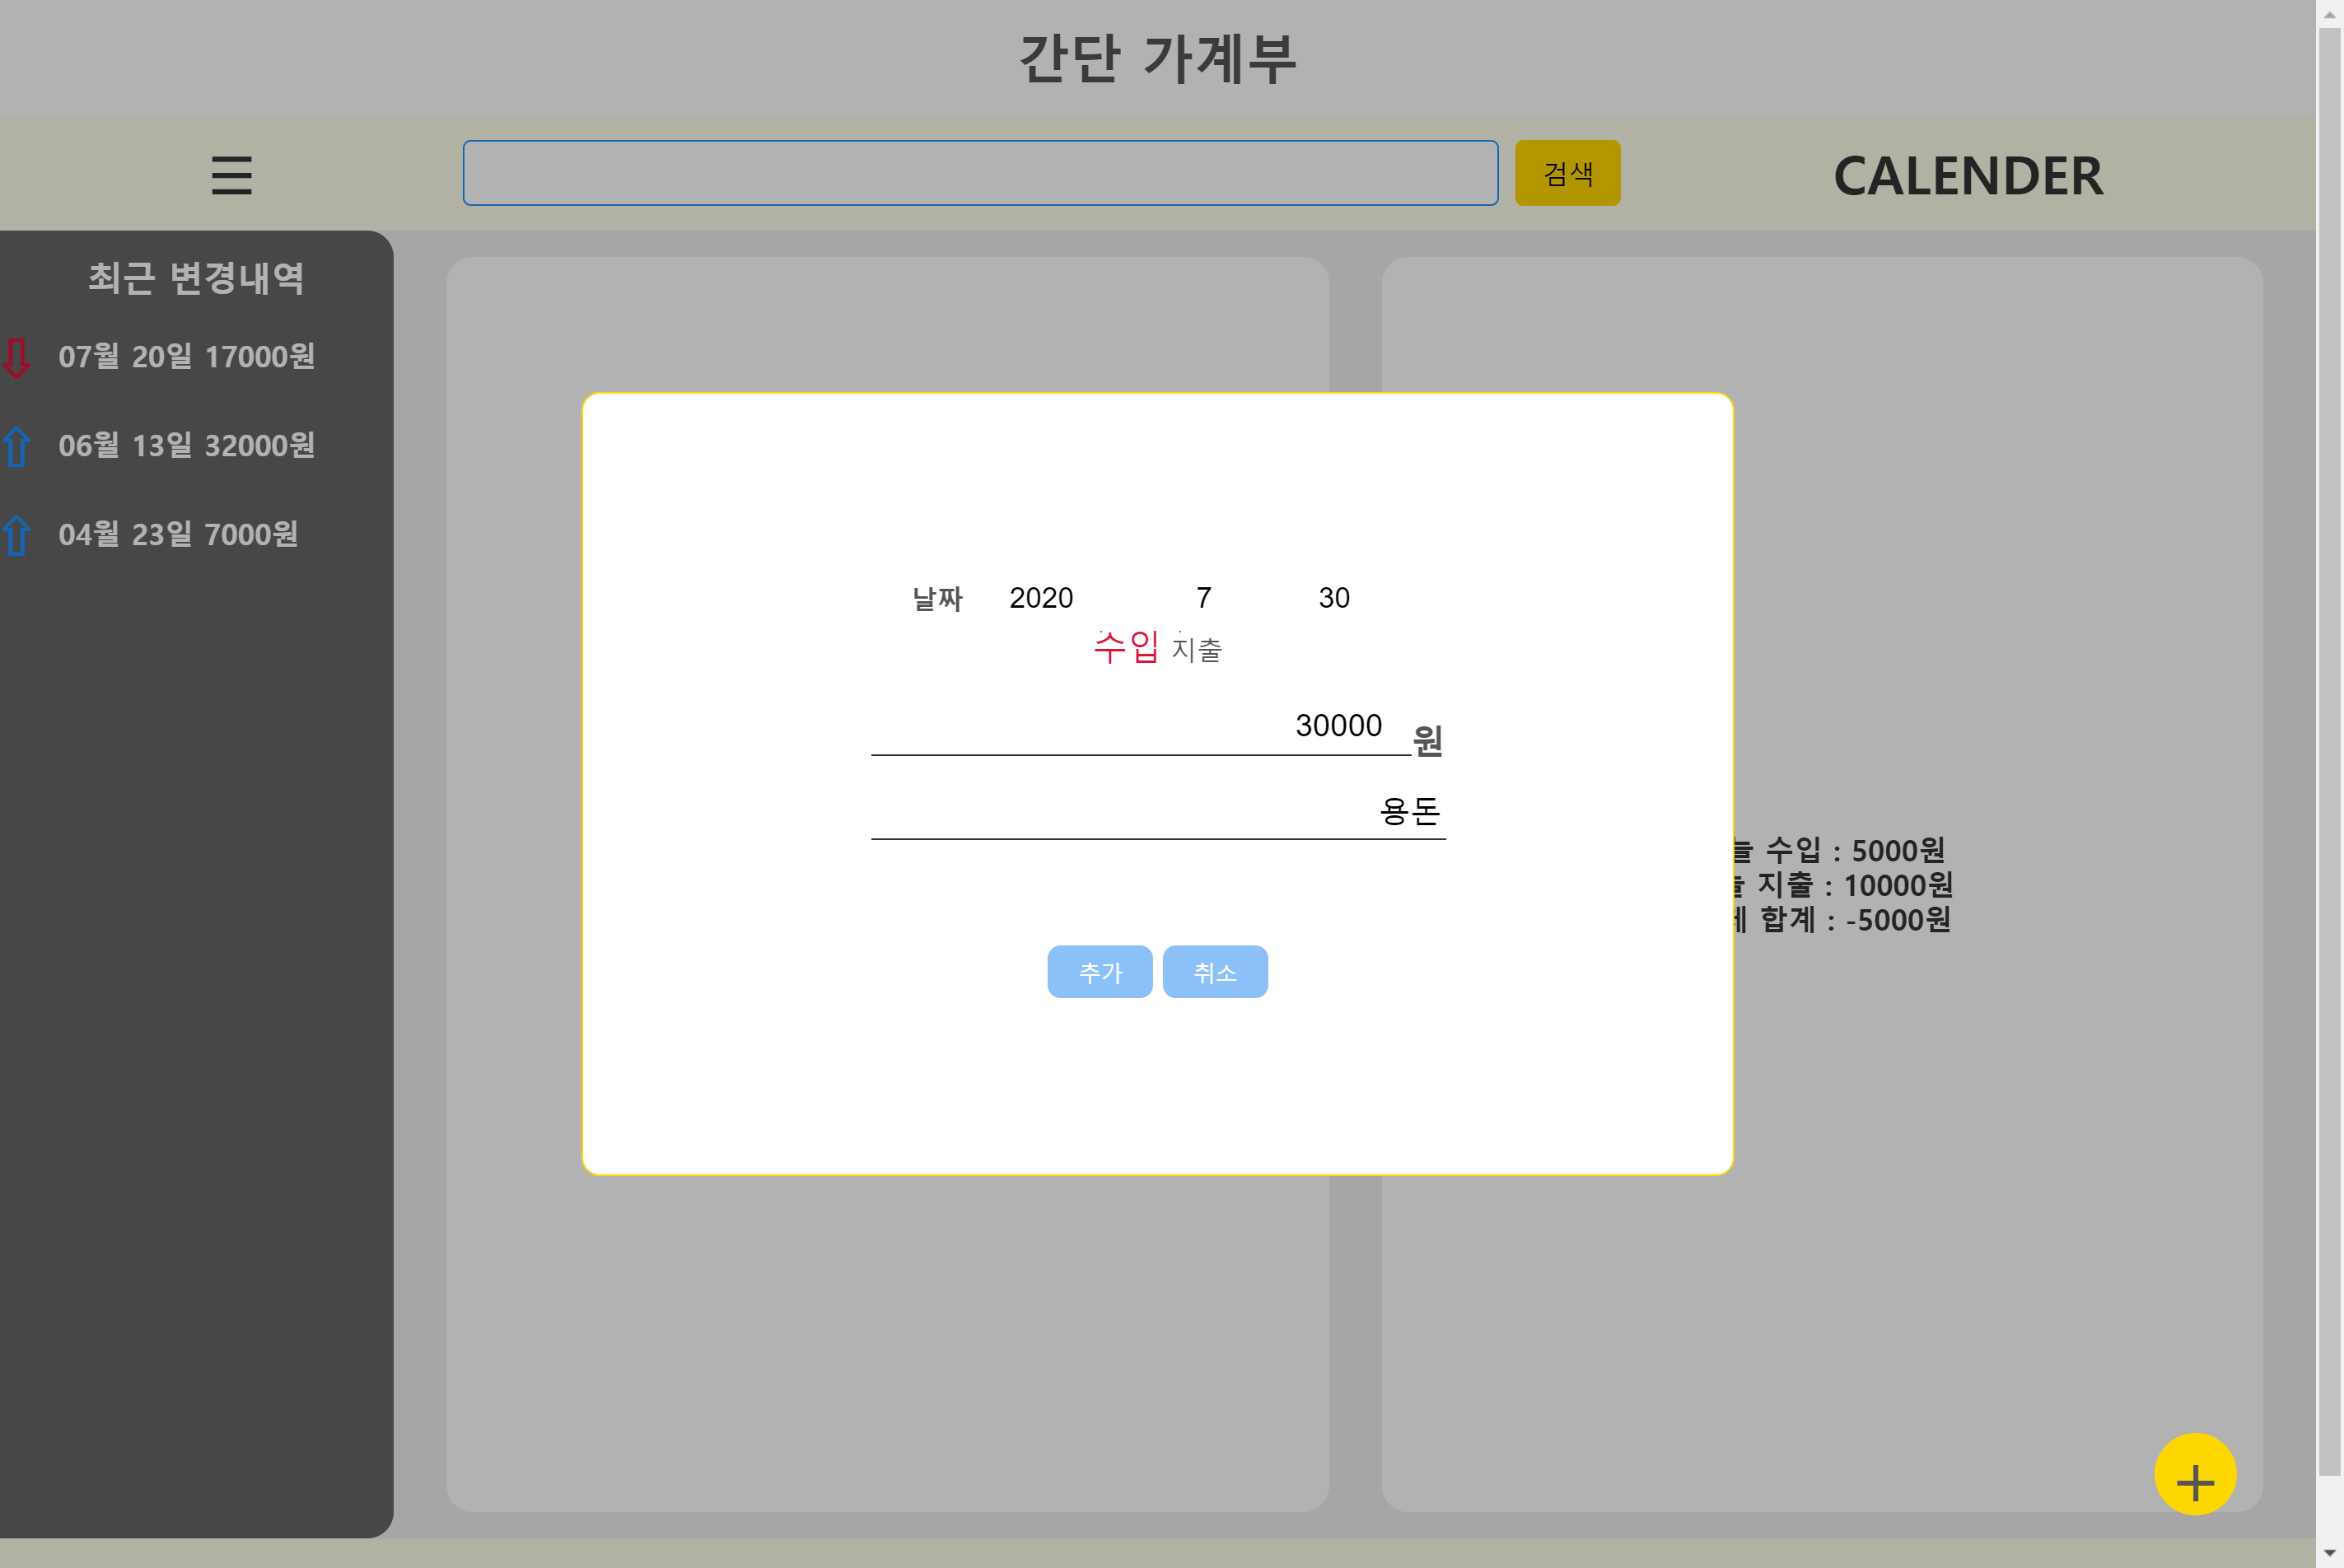 간단 가계부
☰
검색
CALENDER
최근 변경내역
⇩ 07월 20일 17000원
⇧ 06월 13일 32000원
⇧ 04월 23일 7000원
날짜 2020 7 30
수입 지출
30000 원
용돈
추가 취소
수입 : 5000원
지출 : 10000원
합계 : -5000원
+